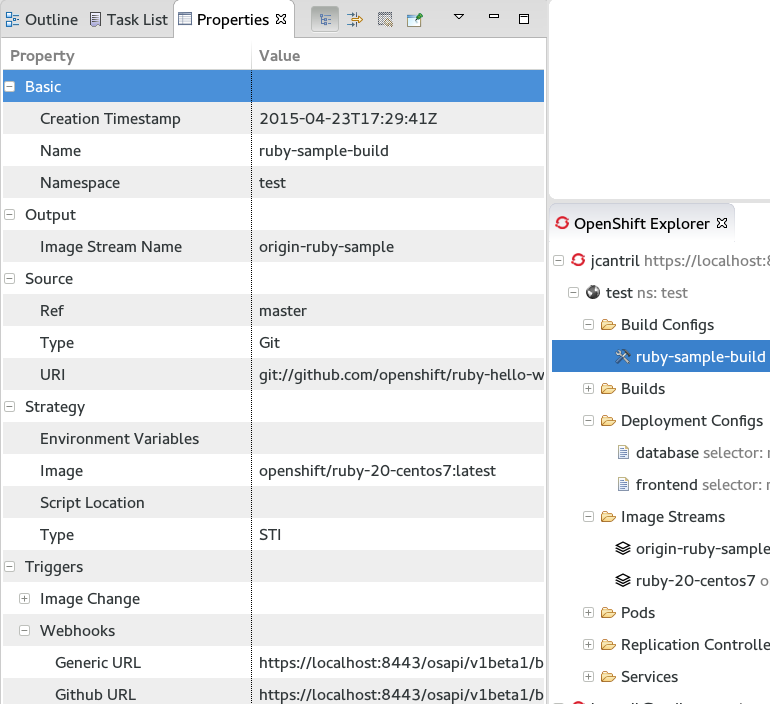 Outline Task List Properties
Property Value
Basic
Creation Timestamp 2015-04-23T17:29:41Z
Name ruby-sample-build
Namespace test
Output
Image Stream Name origin-ruby-sample
Source
Ref master
Type Git
URI git://github.com/openshift/ruby-hello-w
Strategy
Environment Variables
Image openshift/ruby-20-centos7:latest
Script Location
Type STI
Triggers
Image Change
Webhooks
Generic URL https://localhost:8443/osapi/v1beta1/b
Github URL https://localhost:8443/osapi/v1beta1/b
OpenShift Explorer
jcantril https://localhost:8
test ns: test
Build Configs
ruby-sample-build
Builds
Deployment Configs
database selector:
frontend selector:
Image Streams
origin-ruby-sample
ruby-20-centos7
Pods
Replication Controlle
Services